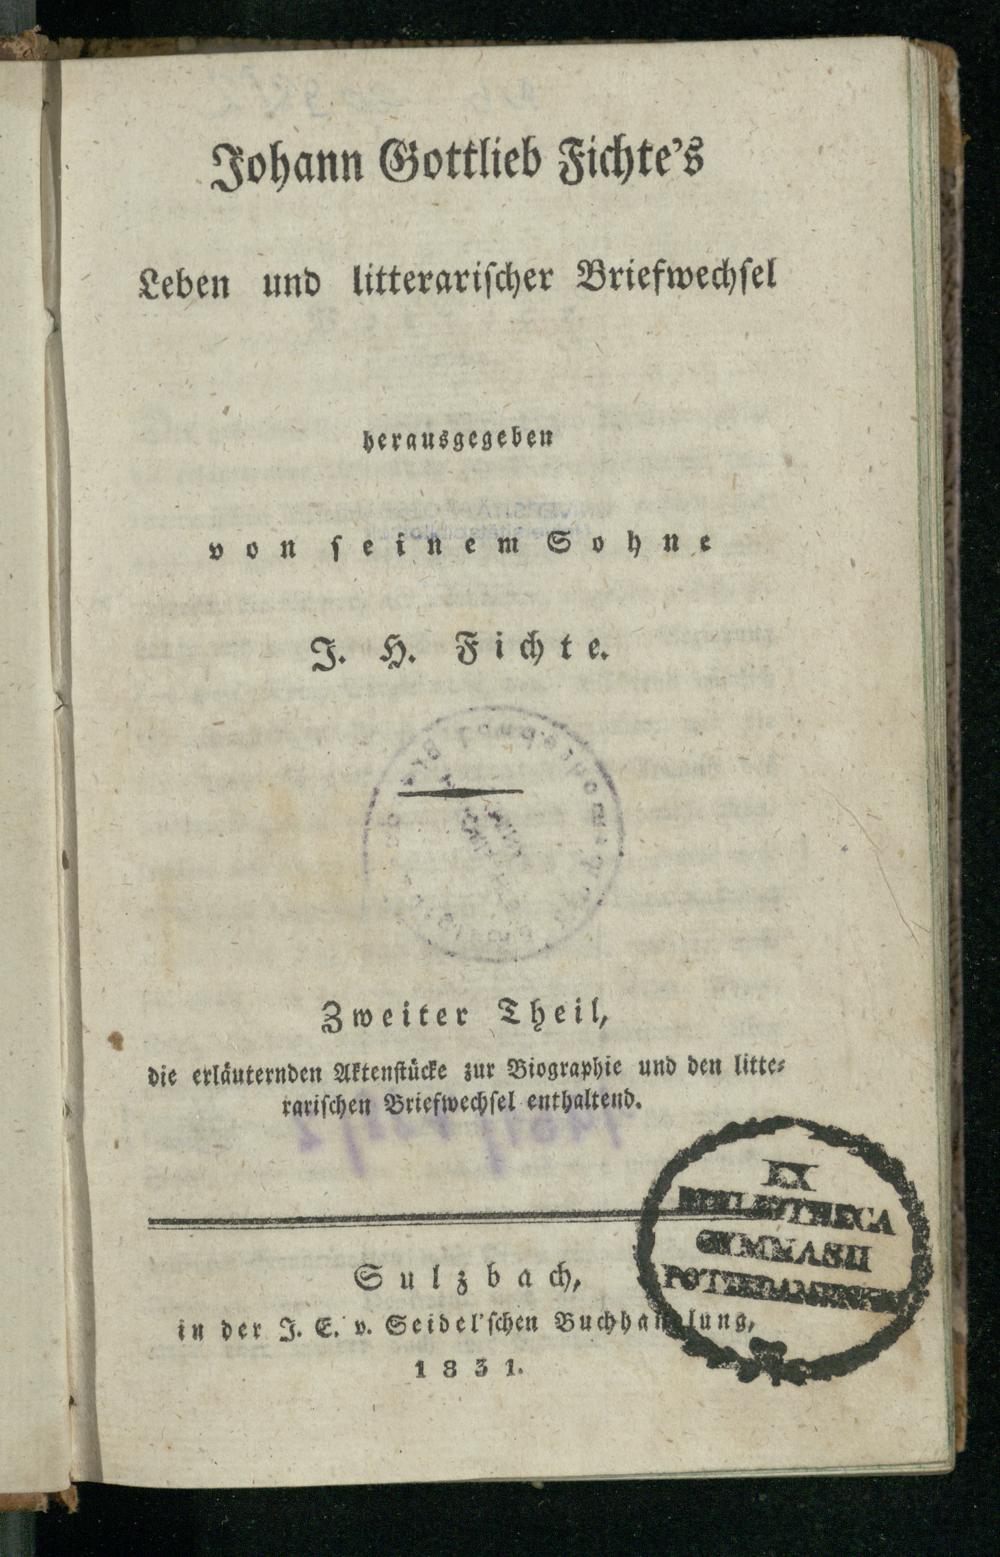 Johann Gottlieb Fichte's
Leben und litterarischer Briefwechsel
herausgegeben
von seinem Sohne
J. H. Fichte.
Zweiter Theil,
die erläuternden Aktenstücke zur Biographie und den litte-
rarischen Briefwechsel enthaltend.
Sulzbach,
in der J. E. v. Seidel'schen Buchhandlung,
1831.
EX
BIBLIOTHECA
GYMNASII